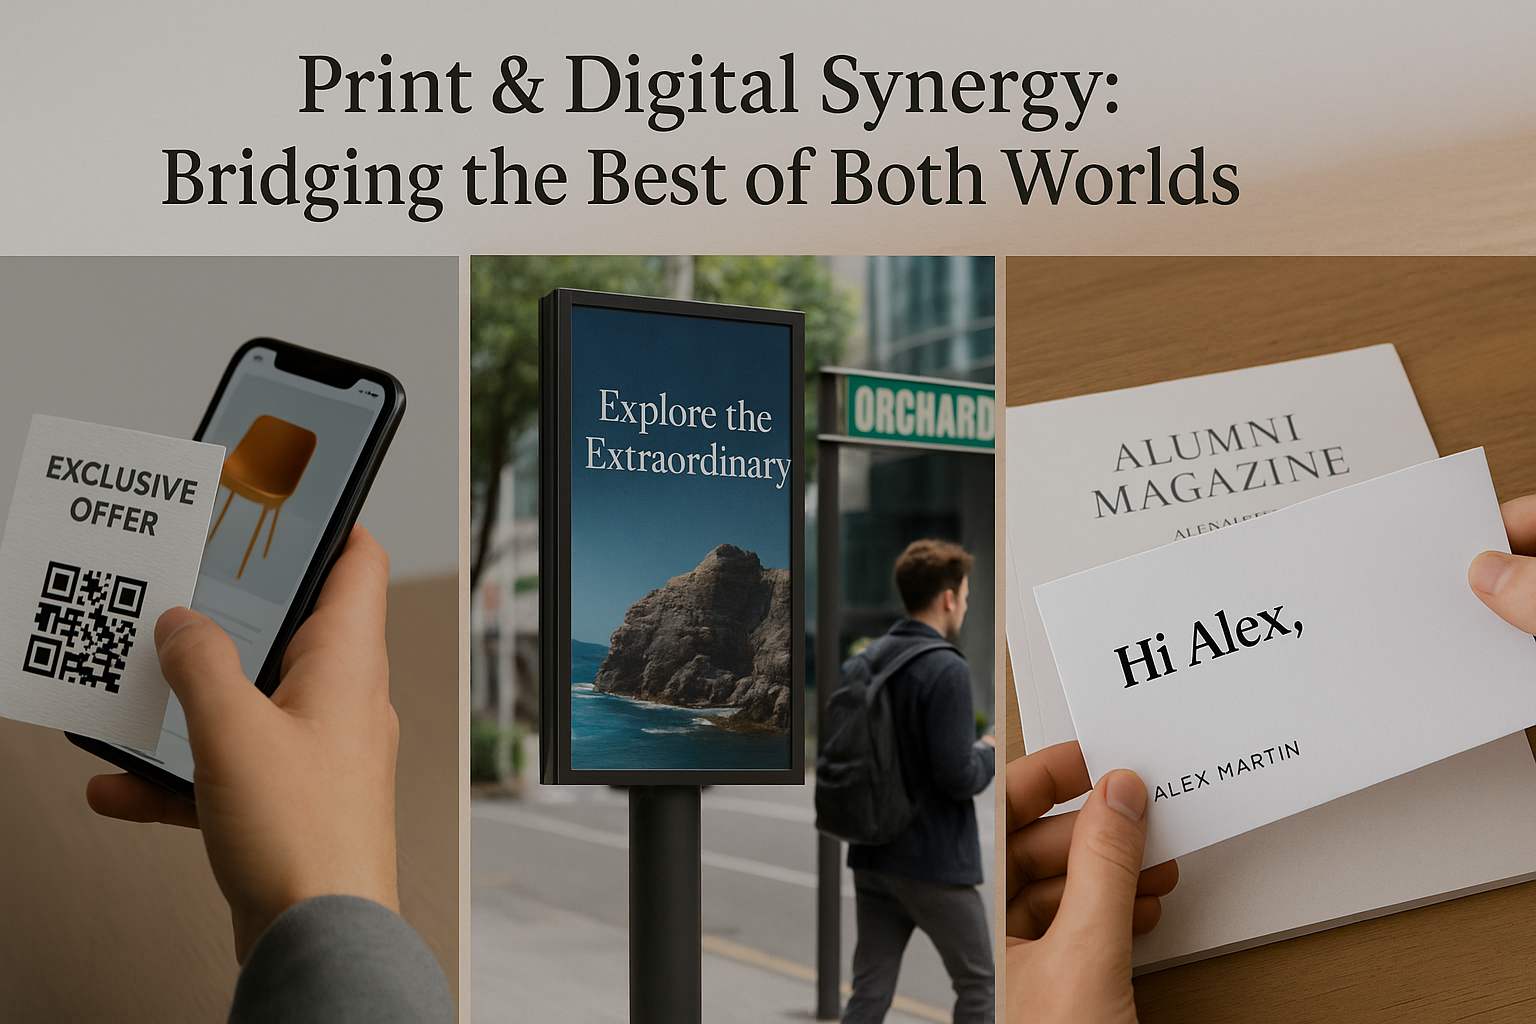 Print & Digital Synergy:
Bridging the Best of Both Worlds
EXCLUSIVE
OFFER
Explore the
Extraordinary
ORCHARD
ALUMNI
MAGAZINE
Hi Alex,
ALEX MARTIN